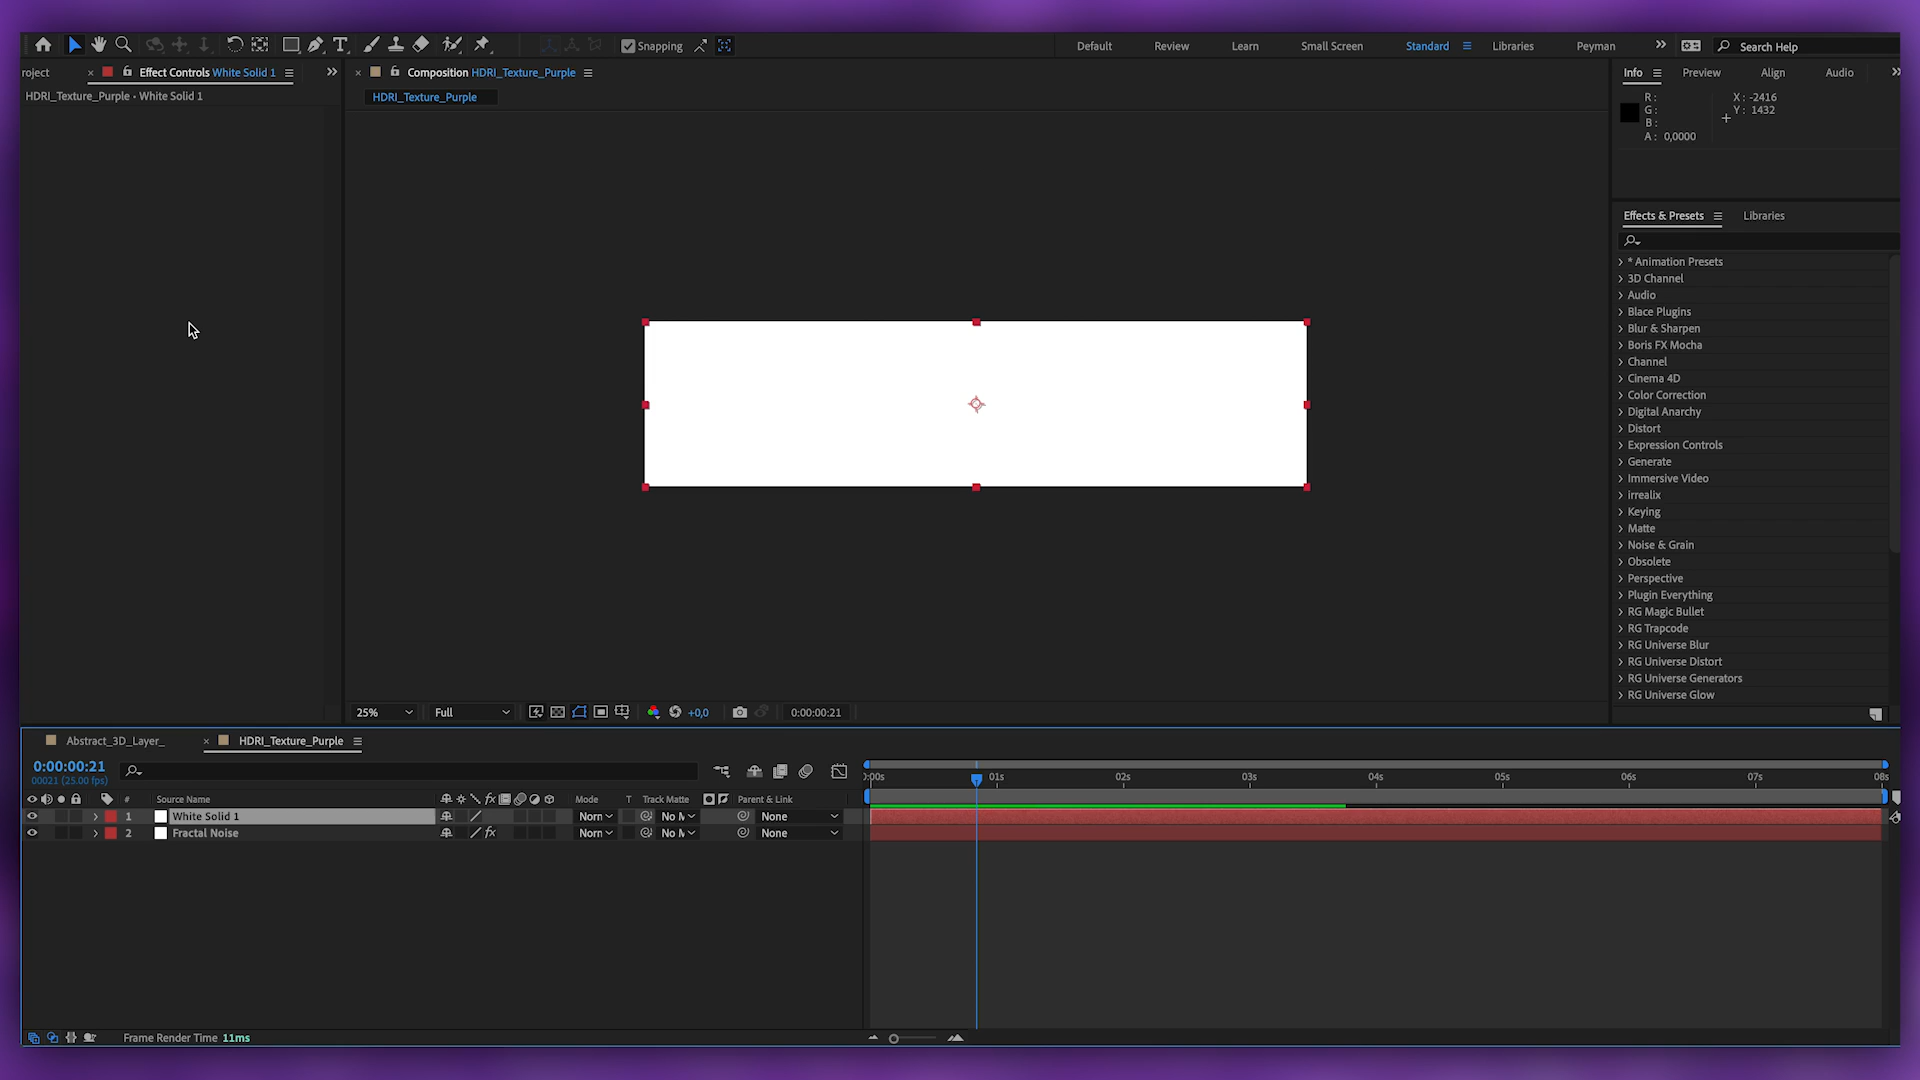 Snapping
Default
Review
Learn
Small Screen
Standard
Libraries
Peyman
Search Help
roject
Effect Controls White Solid 1
HDRI_Texture_Purple • White Solid 1
Composition HDRI_Texture_Purple
HDRI_Texture_Purple
Info
Preview
Align
Audio
R:
G:
B:
A: 0,0000
X: -2416
Y: 1432
Effects & Presets
Libraries
* Animation Presets
3D Channel
Audio
Blace Plugins
Blur & Sharpen
Boris FX Mocha
Channel
Cinema 4D
Color Correction
Digital Anarchy
Distort
Expression Controls
Generate
Immersive Video
irrealix
Keying
Matte
Noise & Grain
Obsolete
Perspective
Plugin Everything
RG Magic Bullet
RG Trapcode
RG Universe Blur
RG Universe Distort
RG Universe Generators
RG Universe Glow
25%
Full
+0,0
0:00:00:21
Abstract_3D_Layer_
HDRI_Texture_Purple
0:00:00:21
00021 (25.00 fps)
# Source Name
fx
Mode
T Track Matte
Parent & Link
):00s 01s 02s 03s 04s 05s 06s 07s 08s
1 White Solid 1
Norm
No M
None
2 Fractal Noise
fx
Norm
No M
None
Frame Render Time 11ms